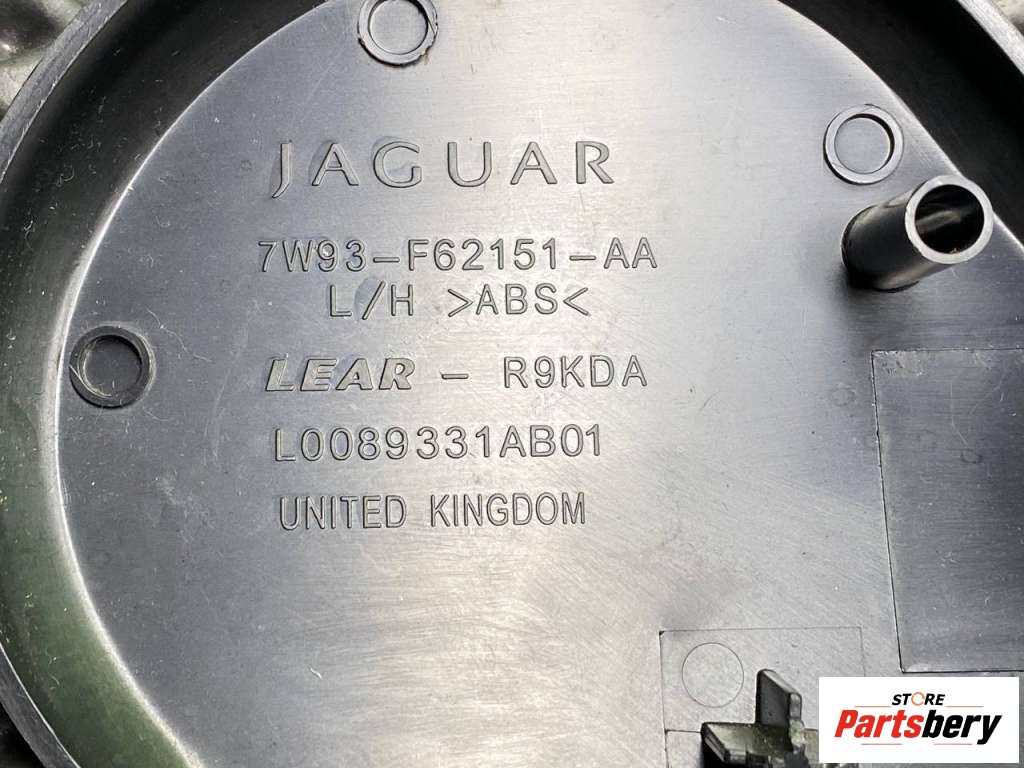 JAGUAR
7W93-F62151-AA
L/H >ABS<
LEAR - R9KDA
L0089331AB01
UNITED KINGDOM
STORE
Partsbery